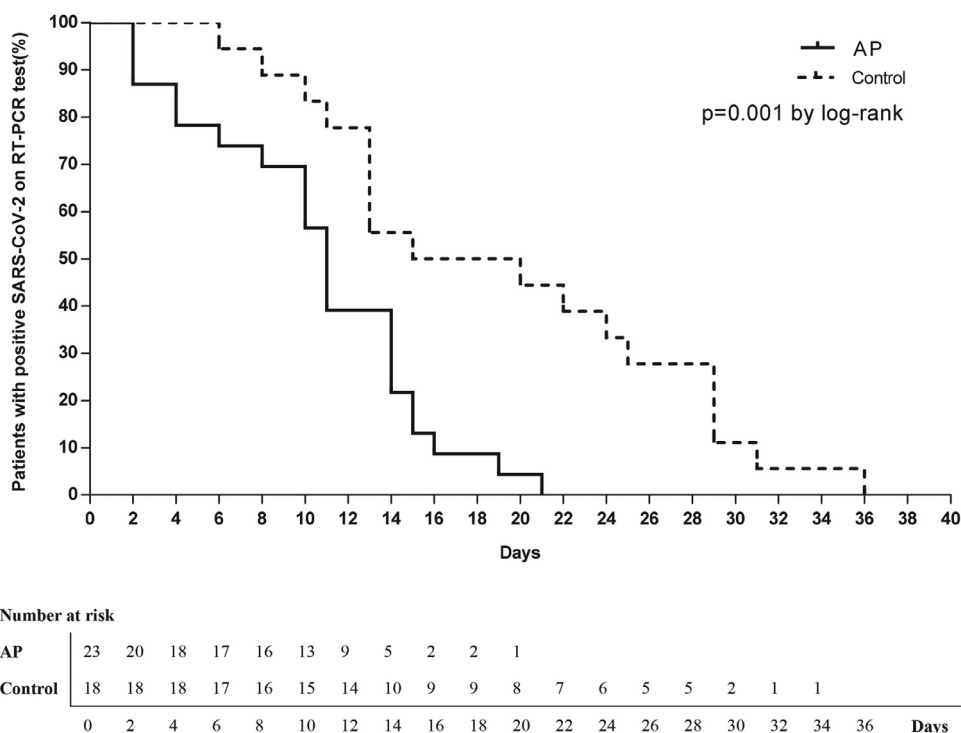 Patients with positive SARS-CoV-2 on RT-PCR test(%)
100
90
80
70
60
50
40
30
20
10
0
AP
Control
p=0.001 by log-rank
0 2 4 6 8 10 12 14 16 18 20 22 24 26 28 30 32 34 36 38 40
Days
Number at risk
AP 23 20 18 17 16 13 9 5 2 2 1
Control 18 18 18 17 16 15 14 10 9 9 8 7 6 5 5 2 1 1
0 2 4 6 8 10 12 14 16 18 20 22 24 26 28 30 32 34 36 Days